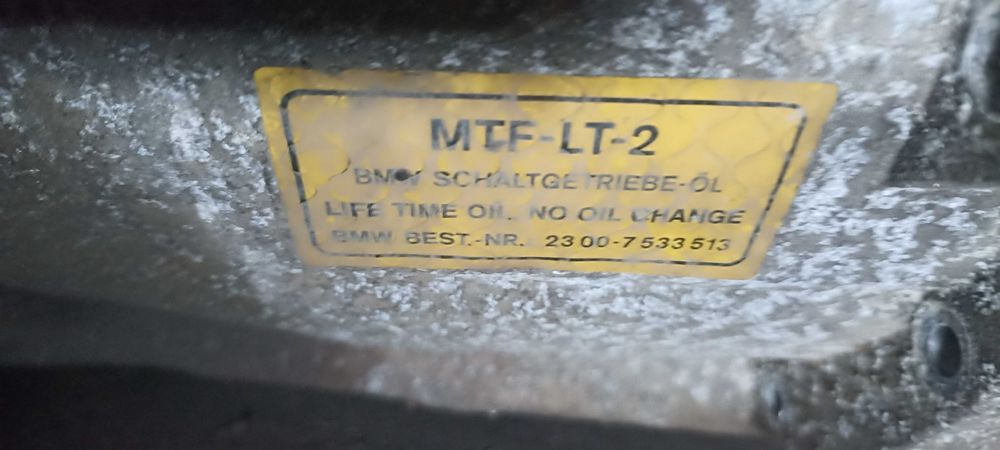 MTF-LT-2
BMW SCHALTGETRIEBE-ÖL
LIFE TIME OIL. NO OIL CHANGE
BMW BEST.-NR. 23 00-7 533 513